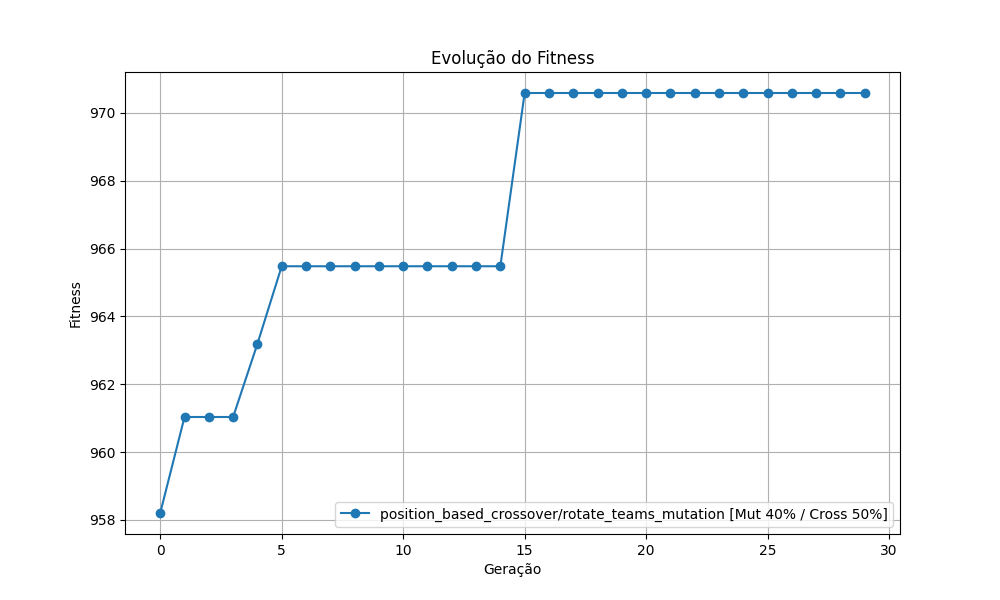 Evolução do Fitness
Fitness
970
968
966
964
962
960
958
position_based_crossover/rotate_teams_mutation [Mut 40% / Cross 50%]
0 5 10 15 20 25 30
Geração